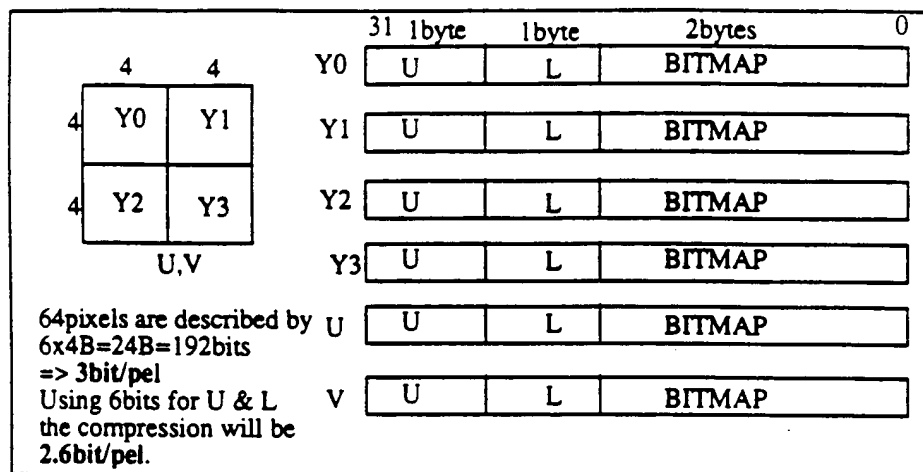 31 1byte 1byte 2bytes 0
4 4
4 Y0 Y1
4 Y2 Y3
U,V
Y0 U L BITMAP
Y1 U L BITMAP
Y2 U L BITMAP
Y3 U L BITMAP
U U L BITMAP
V U L BITMAP
64pixels are described by
6x4B=24B=192bits
=> 3bit/pel
Using 6bits for U & L
the compression will be
2.6bit/pel.